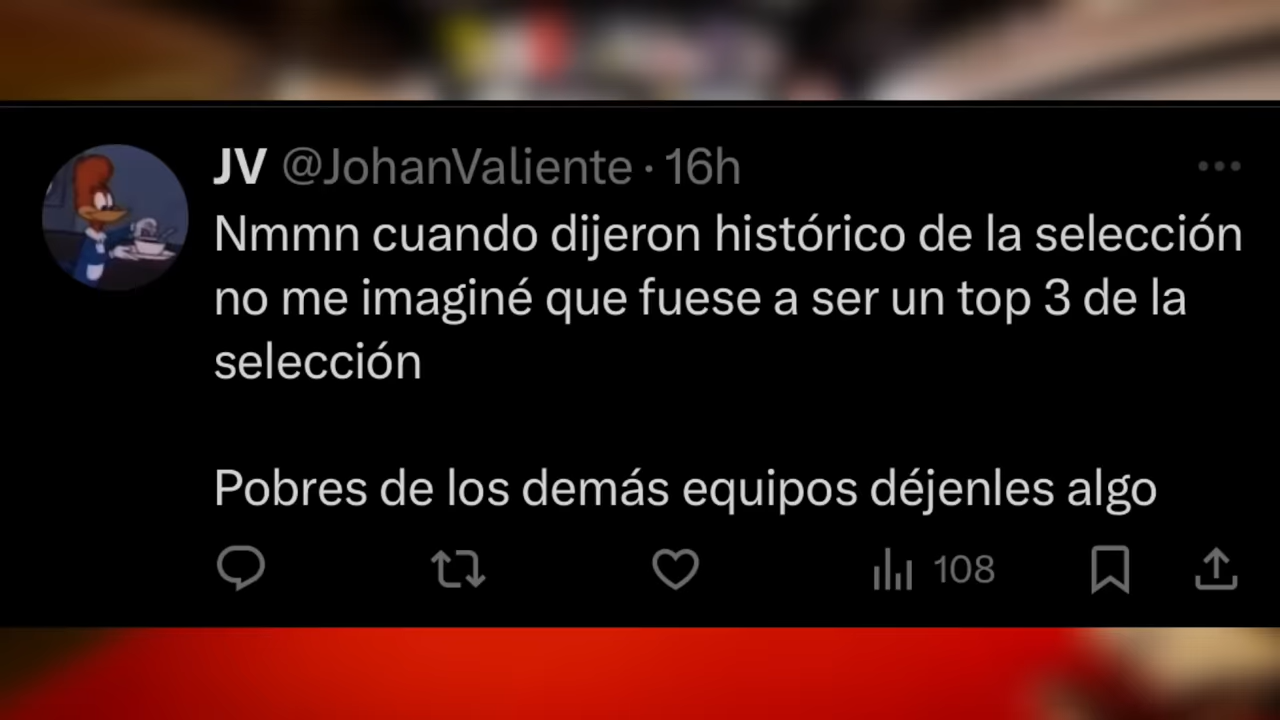 JV @JohanValiente · 16h
Nmmn cuando dijeron histórico de la selección
no me imaginé que fuese a ser un top 3 de la
selección
Pobres de los demás equipos déjenles algo
108